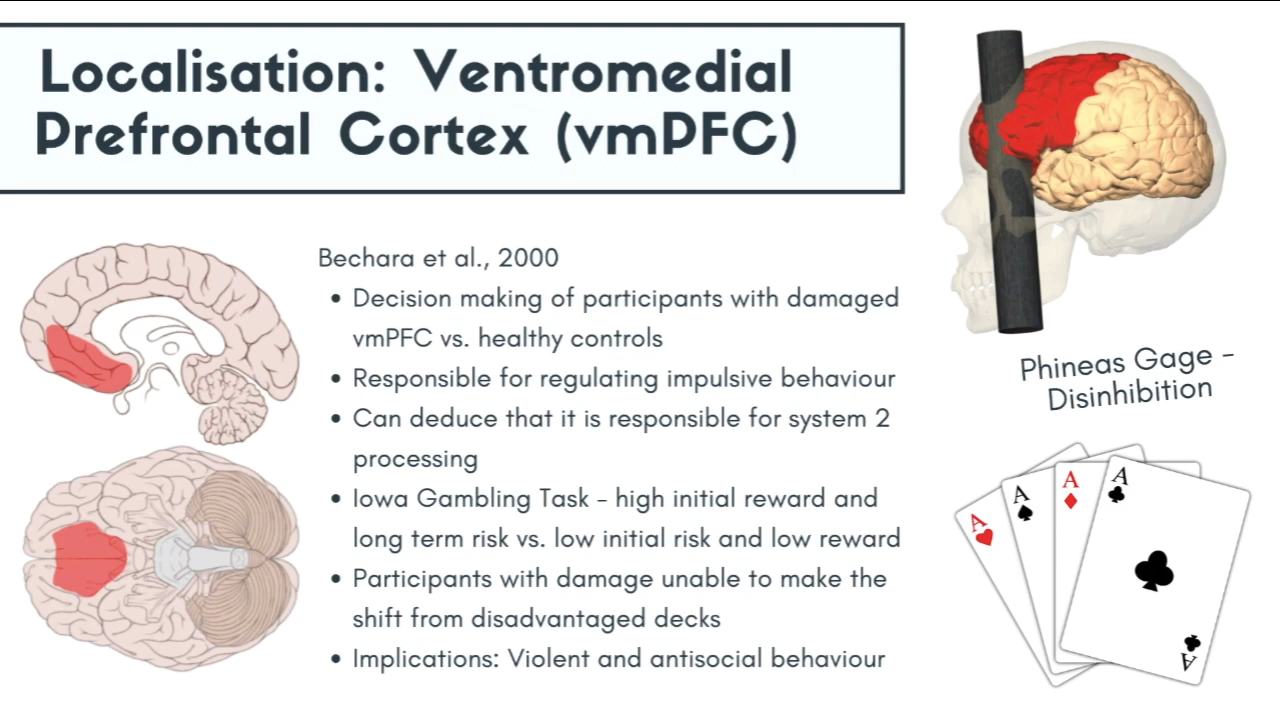 Localisation: Ventromedial
Prefrontal Cortex (vmPFC)
Bechara et al., 2000
• Decision making of participants with damaged
vmPFC vs. healthy controls
• Responsible for regulating impulsive behaviour
• Can deduce that it is responsible for system 2
processing
• Iowa Gambling Task - high initial reward and
long term risk vs. low initial risk and low reward
• Participants with damage unable to make the
shift from disadvantaged decks
• Implications: Violent and antisocial behaviour
Phineas Gage -
Disinhibition
A
A
A
A
A